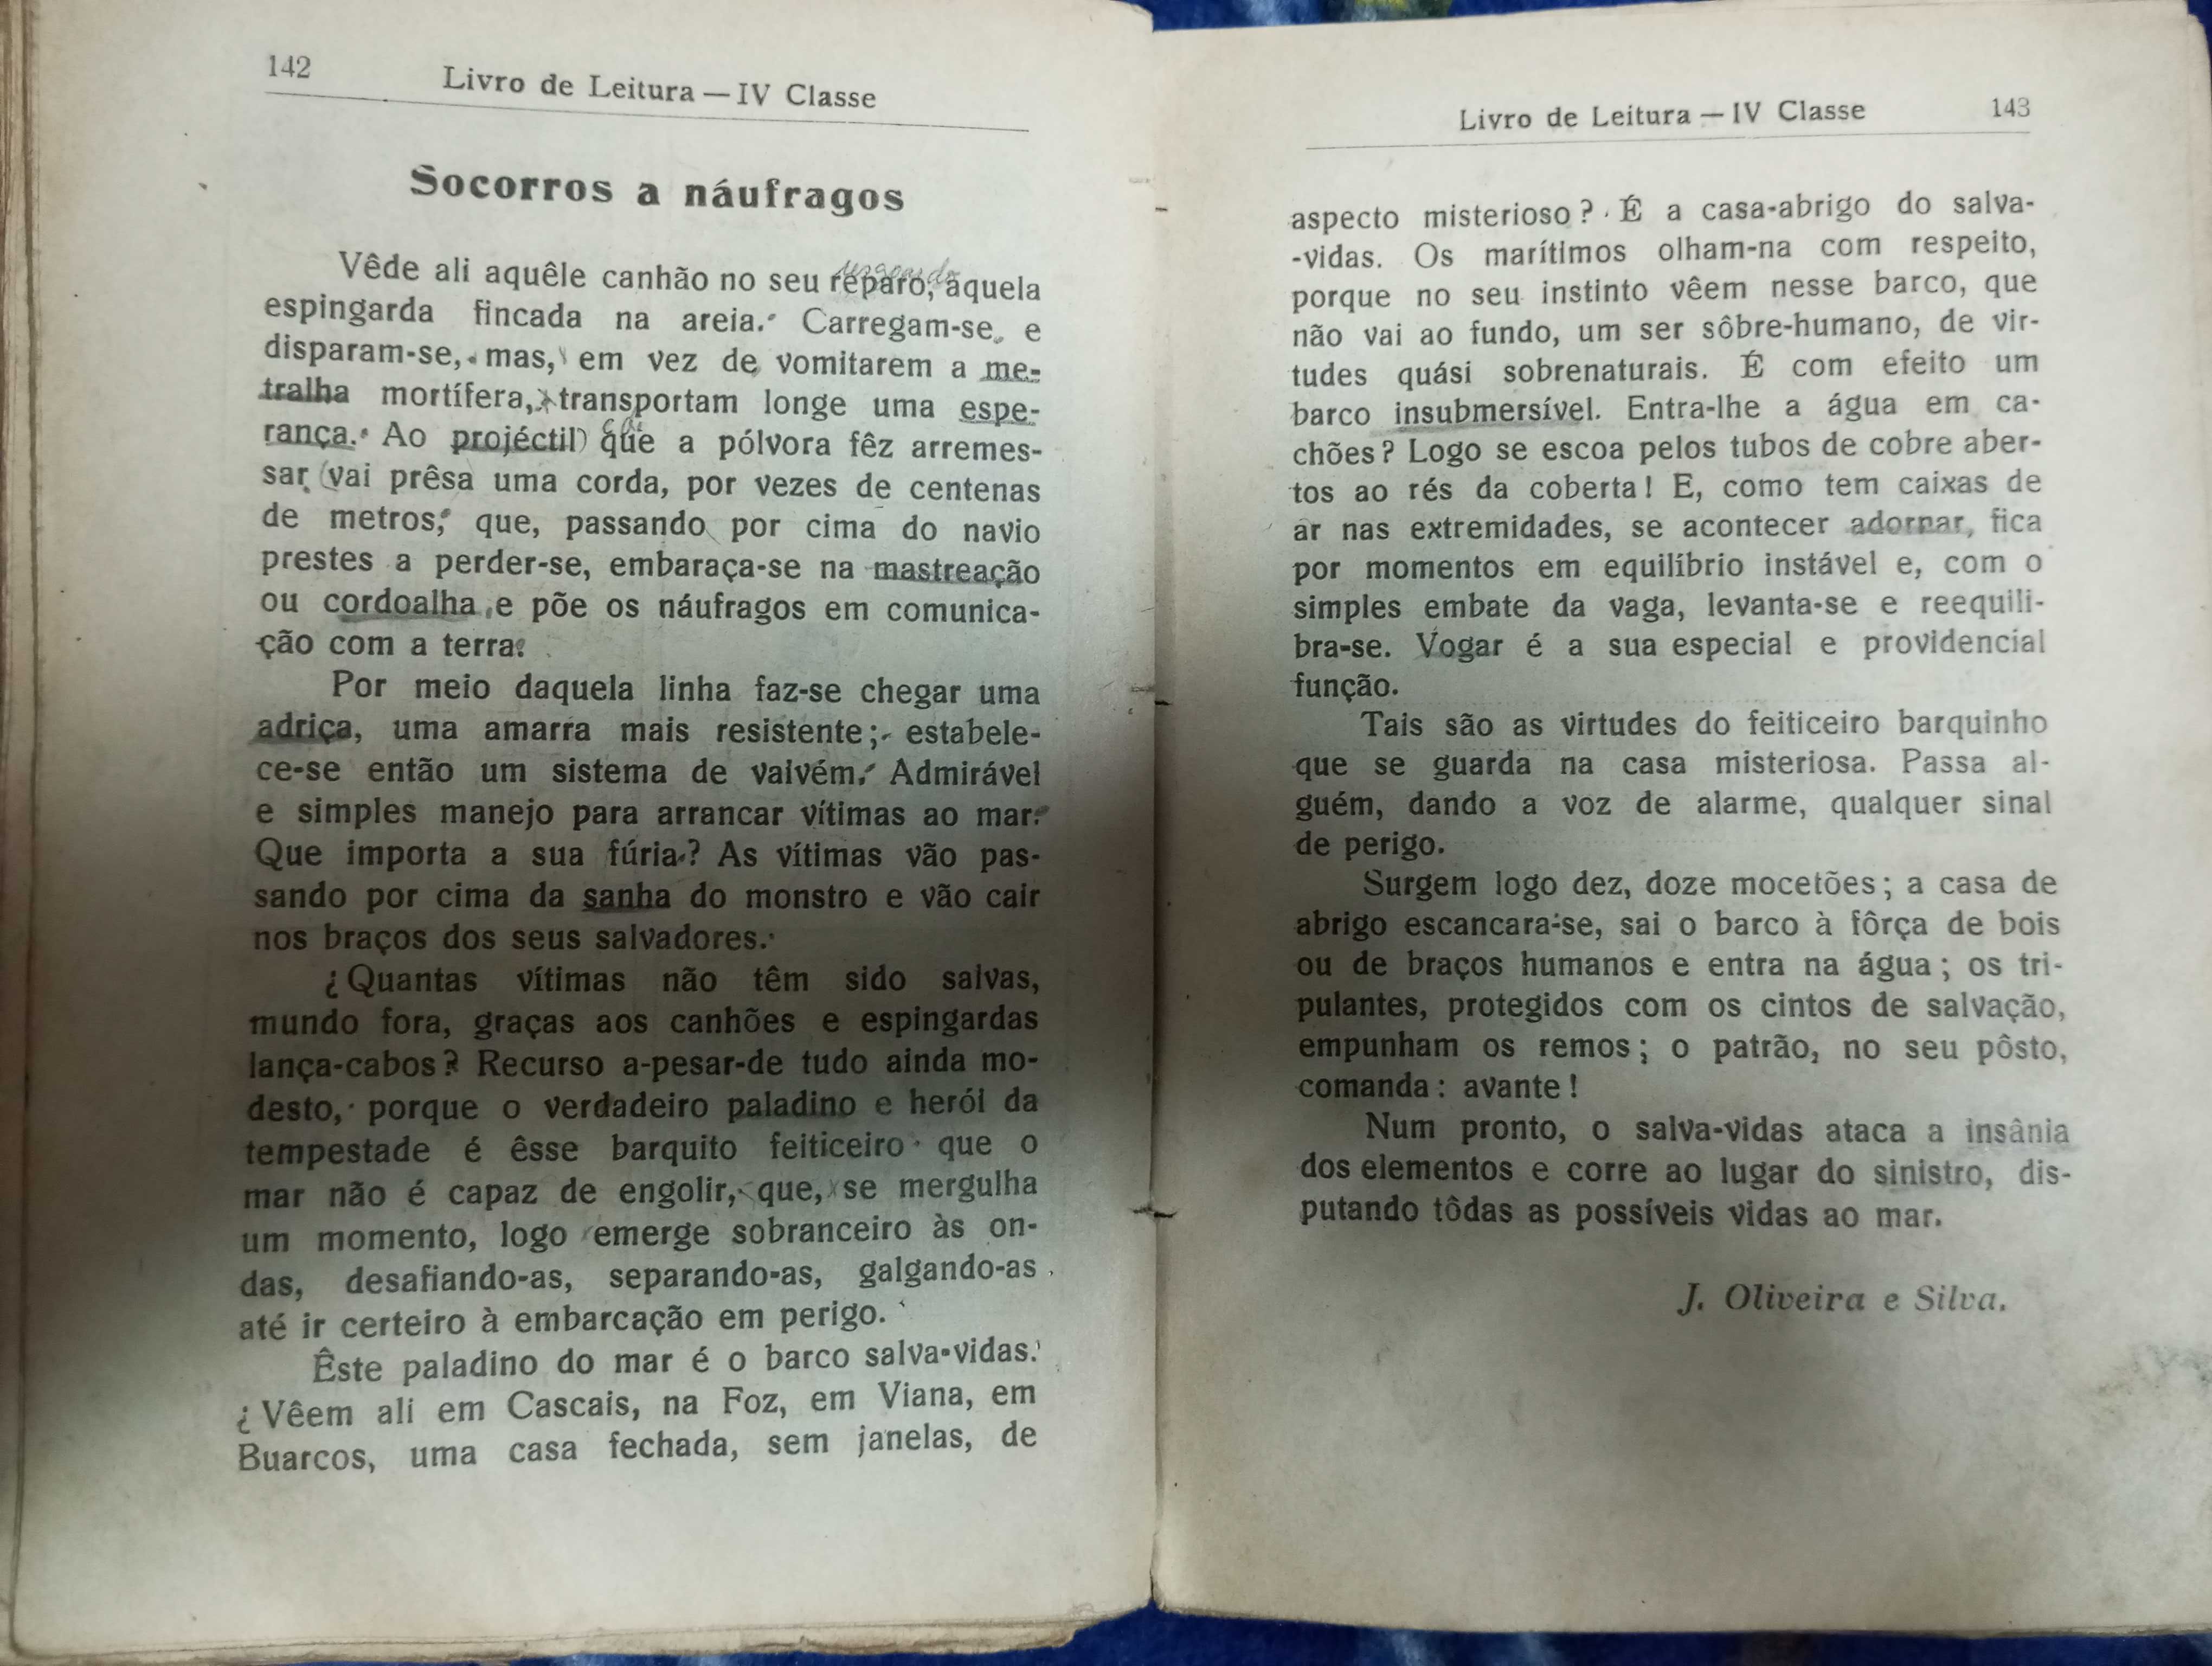 142
Livro de Leitura — IV Classe
Socorros a náufragos
Vêde ali aquêle canhão no seu reparo, aquela
espingarda fincada na areia. Carregam-se e
disparam-se, mas, em vez de vomitarem a me-
tralha mortífera, transportam longe uma espe-
rança. Ao projéctil que a pólvora fêz arremes-
sar vai prêsa uma corda, por vezes de centenas
de metros, que, passando por cima do navio
prestes a perder-se, embaraça-se na mastreação
ou cordoalha e põe os náufragos em comunica-
ção com a terra.
Por meio daquela linha faz-se chegar uma
adriça, uma amarra mais resistente; estabele-
ce-se então um sistema de vaivém. Admirável
e simples manejo para arrancar vítimas ao mar.
Que importa a sua fúria? As vítimas vão pas-
sando por cima da sanha do monstro e vão cair
nos braços dos seus salvadores.
¿Quantas vítimas não têm sido salvas,
mundo fora, graças aos canhões e espingardas
lança-cabos? Recurso a-pesar-de tudo ainda mo-
desto, porque o verdadeiro paladino e herói da
tempestade é êsse barquito feiticeiro que o
mar não é capaz de engolir, que, se mergulha
um momento, logo emerge sobranceiro às on-
das, desafiando-as, separando-as, galgando-as
até ir certeiro à embarcação em perigo.
Êste paladino do mar é o barco salva-vidas.
¿Vêem ali em Cascais, na Foz, em Viana, em
Buarcos, uma casa fechada, sem janelas, de
Livro de Leitura — IV Classe
143
aspecto misterioso? É a casa-abrigo do salva-
-vidas. Os marítimos olham-na com respeito,
porque no seu instinto vêem nesse barco, que
não vai ao fundo, um ser sôbre-humano, de vir-
tudes quási sobrenaturais. É com efeito um
barco insubmersível. Entra-lhe a água em ca-
chões? Logo se escoa pelos tubos de cobre aber-
tos ao rés da coberta! E, como tem caixas de
ar nas extremidades, se acontecer adornar, fica
por momentos em equilíbrio instável e, com o
simples embate da vaga, levanta-se e reequili-
bra-se. Vogar é a sua especial e providencial
função.
Tais são as virtudes do feiticeiro barquinho
que se guarda na casa misteriosa. Passa al-
guém, dando a voz de alarme, qualquer sinal
de perigo.
Surgem logo dez, doze mocetões; a casa de
abrigo escancara-se, sai o barco à fôrça de bois
ou de braços humanos e entra na água; os tri-
pulantes, protegidos com os cintos de salvação,
empunham os remos; o patrão, no seu pôsto,
comanda: avante!
Num pronto, o salva-vidas ataca a insânia
dos elementos e corre ao lugar do sinistro, dis-
putando tôdas as possíveis vidas ao mar.
J. Oliveira e Silva.